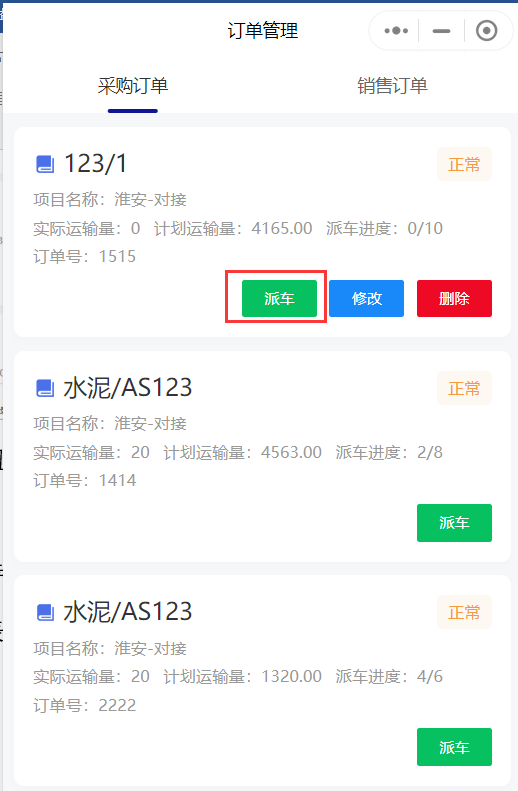 订单管理
采购订单 销售订单
123/1 正常
项目名称：淮安-对接
实际运输量：0 计划运输量：4165.00 派车进度：0/10
订单号：1515
派车 修改 删除
水泥/AS123 正常
项目名称：淮安-对接
实际运输量：20 计划运输量：4563.00 派车进度：2/8
订单号：1414
派车
水泥/AS123 正常
项目名称：淮安-对接
实际运输量：20 计划运输量：1320.00 派车进度：4/6
订单号：2222
派车